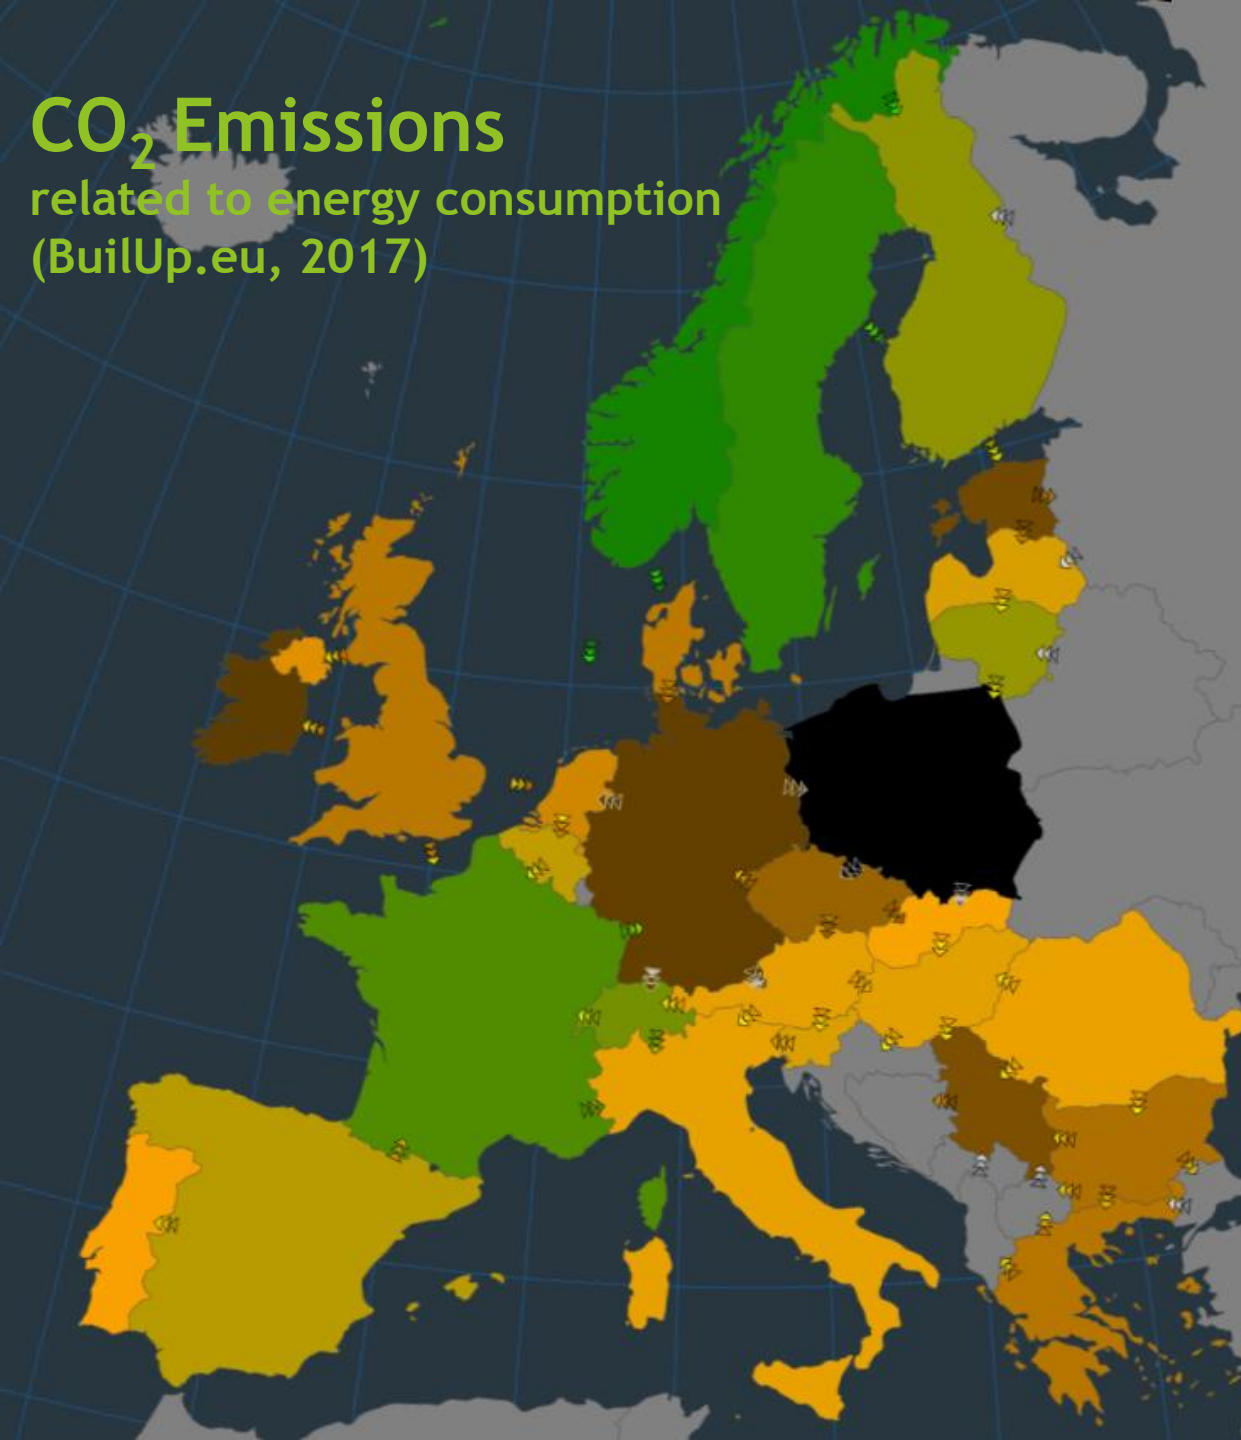 CO₂ Emissions
related to energy consumption
(BuilUp.eu, 2017)